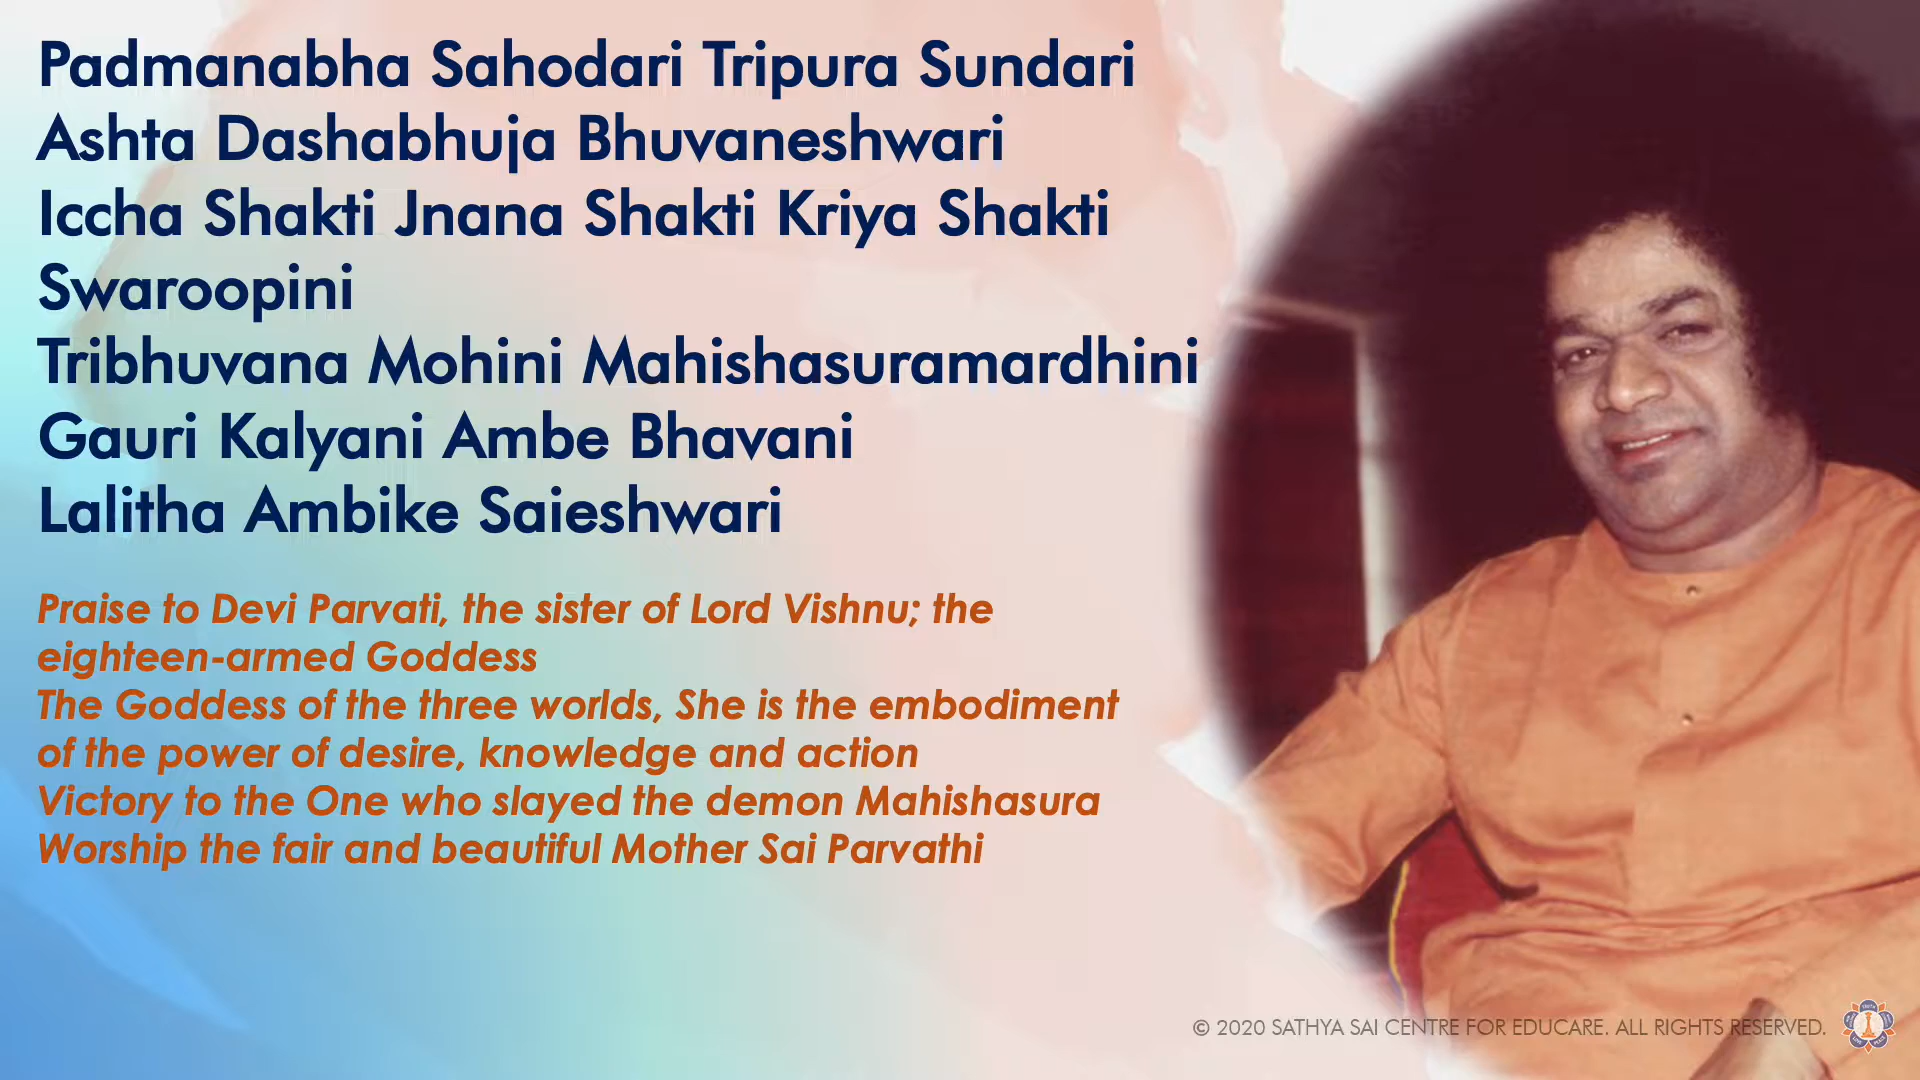 Padmanabha Sahodari Tripura Sundari
Ashta Dashabhuja Bhuvaneshwari
Iccha Shakti Jnana Shakti Kriya Shakti
Swaroopini
Tribhuvana Mohini Mahishasuramardhini
Gauri Kalyani Ambe Bhavani
Lalitha Ambike Saieshwari
Praise to Devi Parvati, the sister of Lord Vishnu; the
eighteen-armed Goddess
The Goddess of the three worlds, She is the embodiment
of the power of desire, knowledge and action
Victory to the One who slayed the demon Mahishasura
Worship the fair and beautiful Mother Sai Parvathi
© 2020 SATHYA SAI CENTRE FOR EDUCARE. ALL RIGHTS RESERVED.